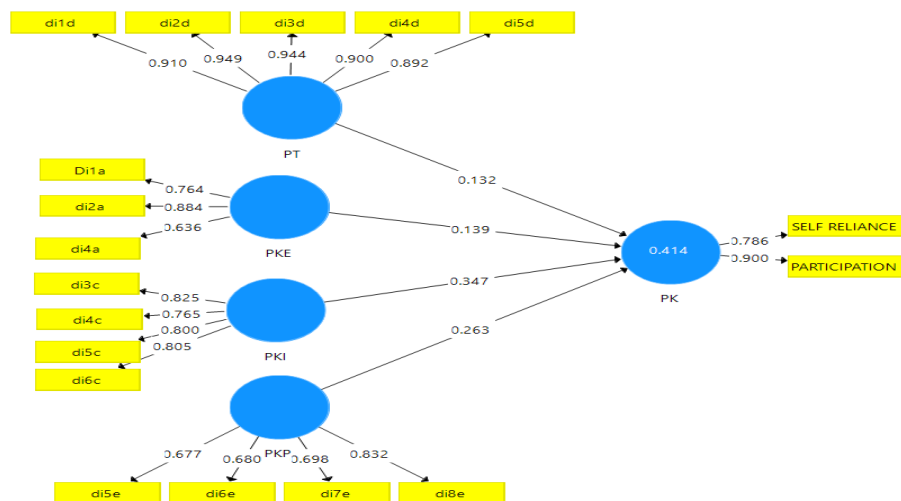 di1d
di2d
di3d
di4d
di5d
0.910
0.949
0.944
0.900
0.892
PT
0.132
Di1a
di2a
di4a
0.764
0.884
0.636
PKE
0.139
0.414
PK
0.786
0.900
SELF RELIANCE
PARTICIPATION
di3c
di4c
di5c
di6c
0.825
0.765
0.800
0.805
PKI
0.347
0.263
PKP
0.677
0.680
0.698
0.832
di5e
di6e
di7e
di8e